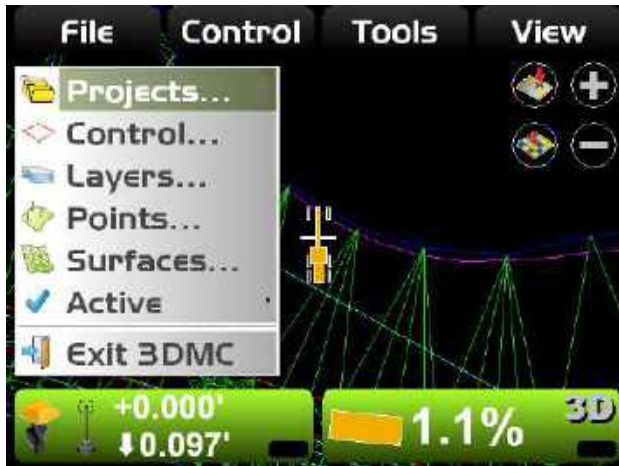 File Control Tools View
Projects...
Control...
Layers...
Points...
Surfaces...
Active
Exit 3DMC
+0.000'
⬇0.097'
1.1%
3D